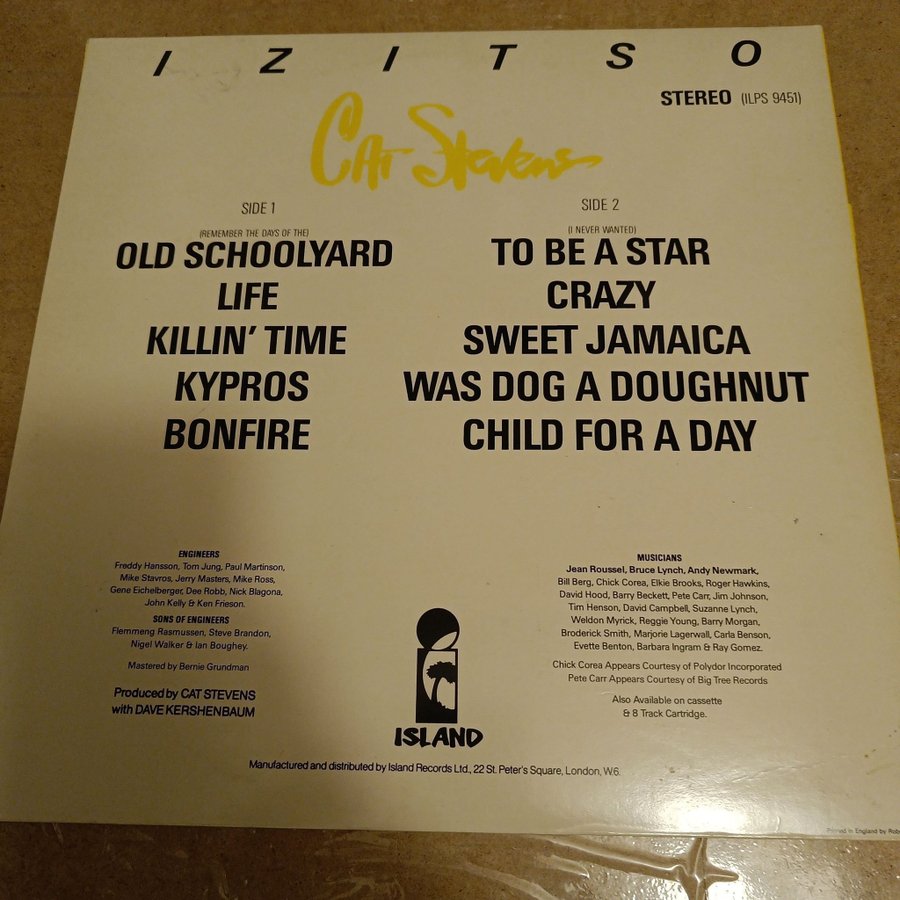 IZITSO
STEREO (ILPS 9451)
Cat Stevens
SIDE 1
(REMEMBER THE DAYS OF THE)
OLD SCHOOLYARD
LIFE
KILLIN' TIME
KYPROS
BONFIRE
SIDE 2
(I NEVER WANTED)
TO BE A STAR
CRAZY
SWEET JAMAICA
WAS DOG A DOUGHNUT
CHILD FOR A DAY
ENGINEERS
Freddy Hansson, Tom Jung, Paul Martinson,
Mike Stavros, Jerry Masters, Mike Ross,
Gene Eichelberger, Dee Robb, Nick Blagona,
John Kelly & Ken Frieson.
SONS OF ENGINEERS
Flemmeng Rasmussen, Steve Brandon,
Nigel Walker & Ian Boughey.
Mastered by Bernie Grundman
Produced by CAT STEVENS
with DAVE KERSHENBAUM
MUSICIANS
Jean Roussel, Bruce Lynch, Andy Newmark,
Bill Berg, Chick Corea, Elkie Brooks, Roger Hawkins,
David Hood, Barry Beckett, Pete Carr, Jim Johnson,
Tim Henson, David Campbell, Suzanne Lynch,
Weldon Myrick, Reggie Young, Barry Morgan,
Broderick Smith, Marjorie Lagerwall, Carla Benson,
Evette Benton, Barbara Ingram & Ray Gomez.
Chick Corea Appears Courtesy of Polydor Incorporated
Pete Carr Appears Courtesy of Big Tree Records
Also Available on cassette
& 8 Track Cartridge.
ISLAND
Manufactured and distributed by Island Records Ltd., 22 St. Peter's Square, London, W.6.
Printed in England by